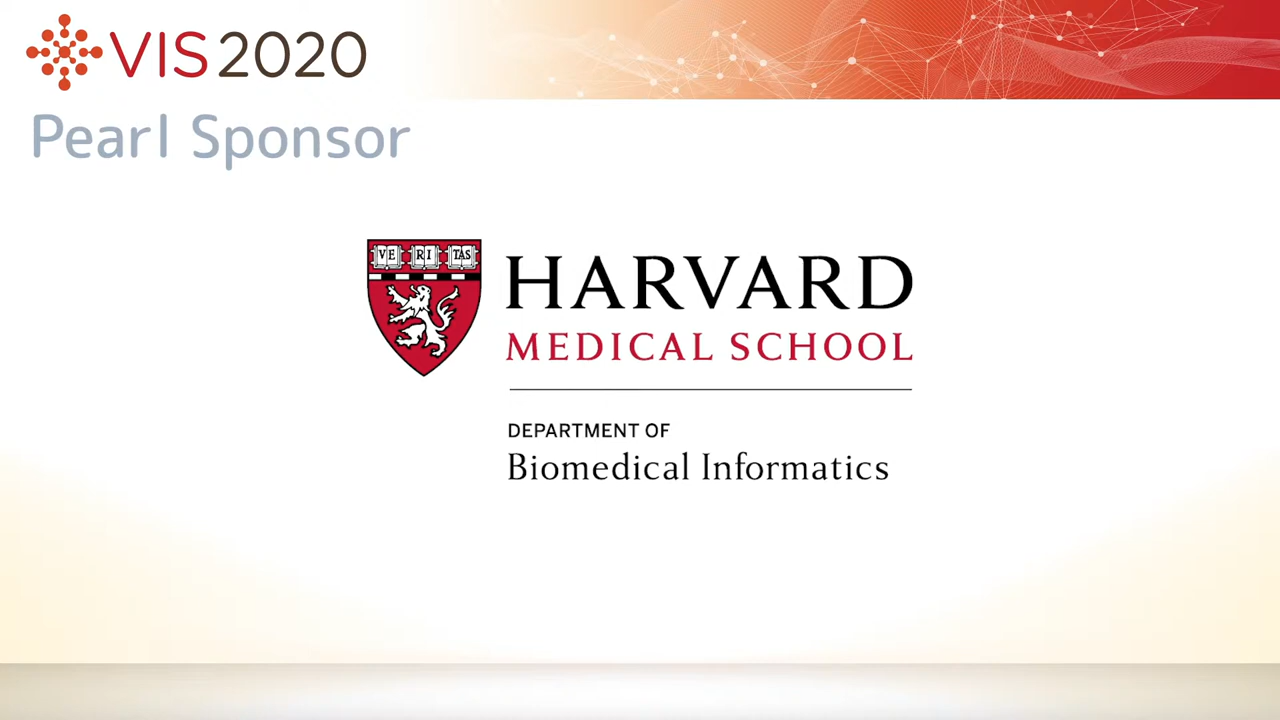 VIS2020
Pearl Sponsor
VE RI TAS
HARVARD
MEDICAL SCHOOL
DEPARTMENT OF
Biomedical Informatics